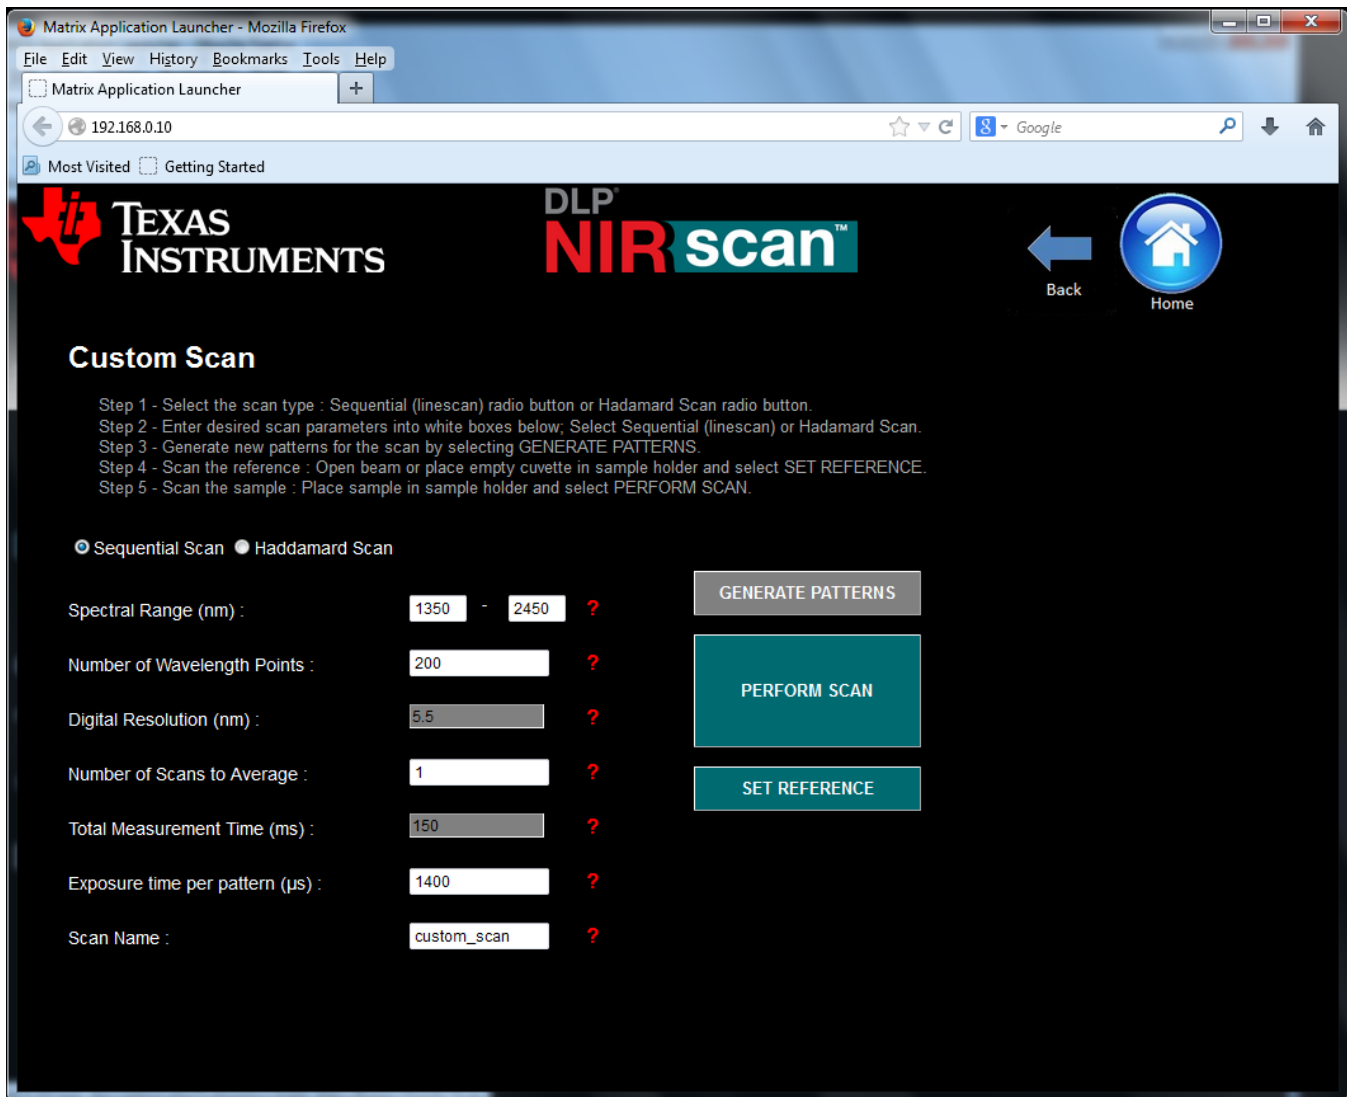 Matrix Application Launcher - Mozilla Firefox
File Edit View History Bookmarks Tools Help
Matrix Application Launcher +
192.168.0.10 8 Google
Most Visited Getting Started
TEXAS
INSTRUMENTS
DLP®
NIRscan™
Back
Home
Custom Scan
Step 1 - Select the scan type : Sequential (linescan) radio button or Hadamard Scan radio button.
Step 2 - Enter desired scan parameters into white boxes below; Select Sequential (linescan) or Hadamard Scan.
Step 3 - Generate new patterns for the scan by selecting GENERATE PATTERNS.
Step 4 - Scan the reference : Open beam or place empty cuvette in sample holder and select SET REFERENCE.
Step 5 - Scan the sample : Place sample in sample holder and select PERFORM SCAN.
Sequential Scan Haddamard Scan
Spectral Range (nm) : 1350 - 2450 ?
Number of Wavelength Points : 200 ?
Digital Resolution (nm) : 5.5 ?
Number of Scans to Average : 1 ?
Total Measurement Time (ms) : 150 ?
Exposure time per pattern (µs) : 1400 ?
Scan Name : custom_scan ?
GENERATE PATTERNS
PERFORM SCAN
SET REFERENCE